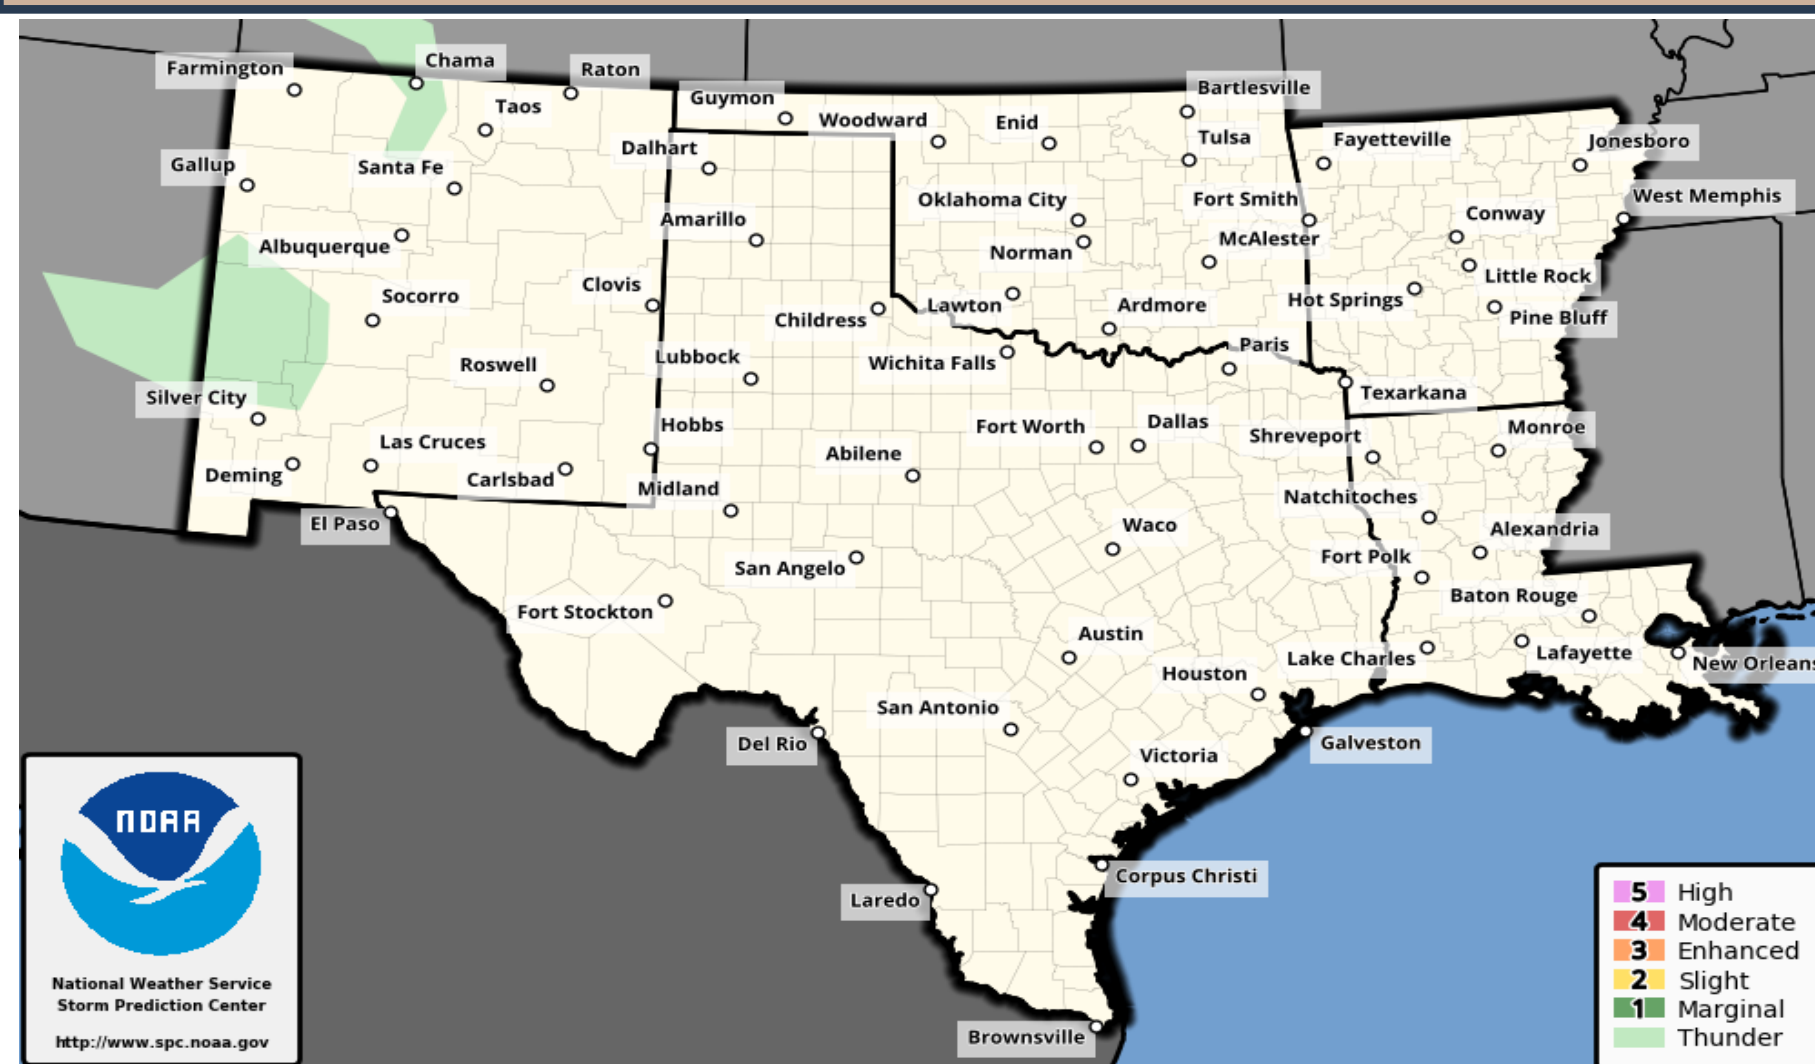 Farmington
Chama
Raton
Taos
Guymon
Woodward
Enid
Bartlesville
Tulsa
Fayetteville
Jonesboro
Gallup
Santa Fe
Dalhart
Oklahoma City
Fort Smith
Conway
West Memphis
Amarillo
Albuquerque
Norman
McAlester
Little Rock
Socorro
Clovis
Childress
Lawton
Ardmore
Hot Springs
Pine Bluff
Roswell
Lubbock
Wichita Falls
Paris
Texarkana
Silver City
Las Cruces
Hobbs
Abilene
Fort Worth
Dallas
Shreveport
Monroe
Deming
Carlsbad
Midland
Natchitoches
El Paso
Waco
Alexandria
San Angelo
Fort Polk
Fort Stockton
Baton Rouge
Austin
Lake Charles
Lafayette
New Orleans
Houston
San Antonio
Del Rio
Victoria
Galveston
Laredo
Corpus Christi
Brownsville
NOAA
National Weather Service
Storm Prediction Center
http://www.spc.noaa.gov
5 High
4 Moderate
3 Enhanced
2 Slight
1 Marginal
Thunder